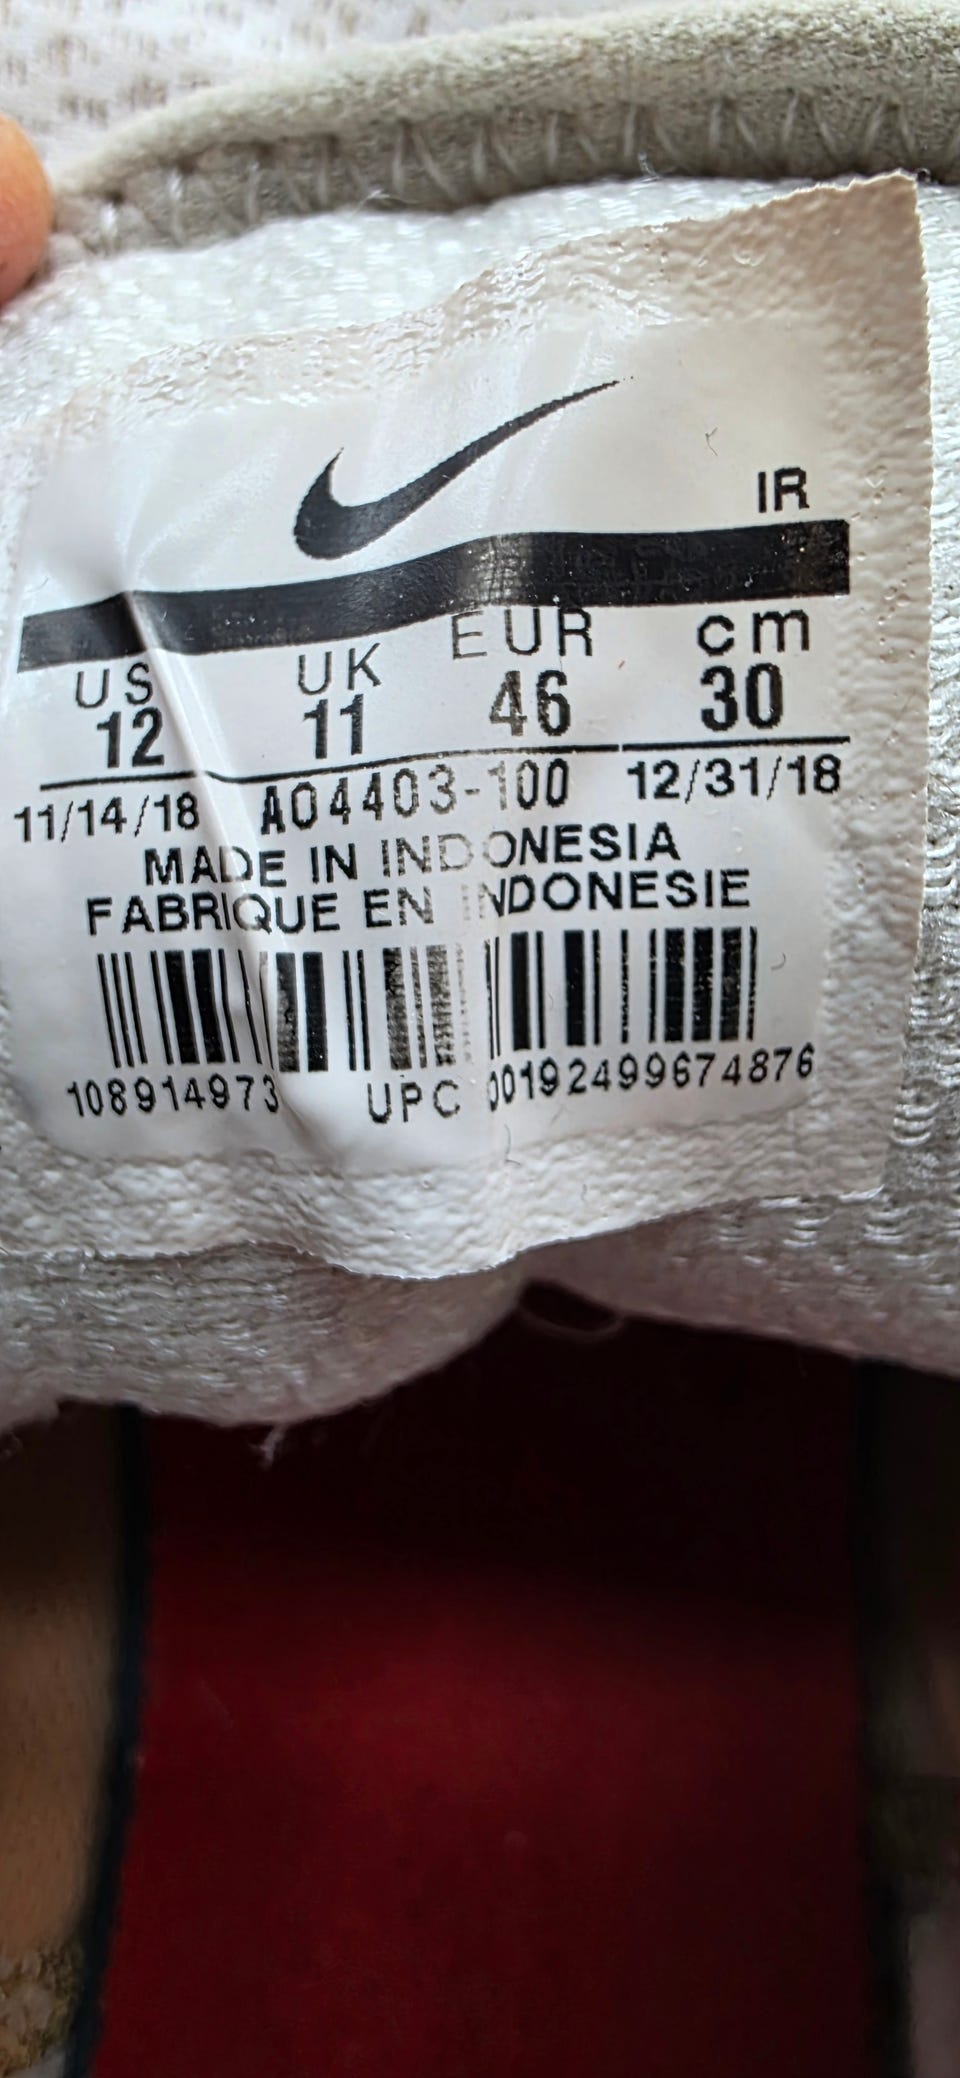 IR
US UK EUR cm
12 11 46 30
11/14/18 AO4403-100 12/31/18
MADE IN INDONESIA
FABRIQUE EN INDONESIE
108914973 UPC 00192499674876